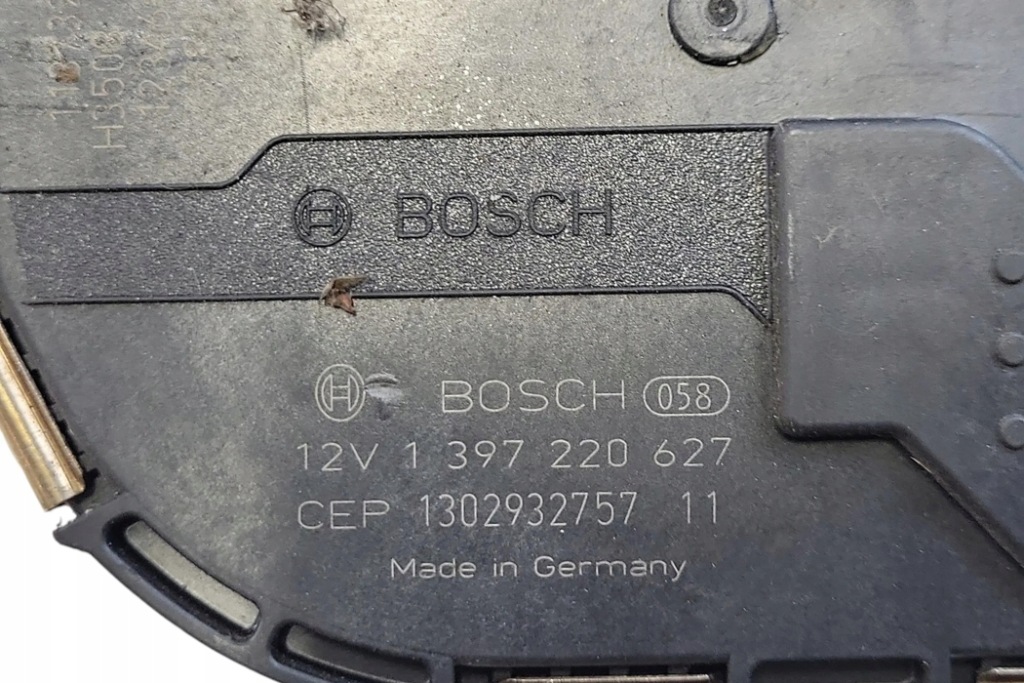 BOSCH
BOSCH 058
12V 1 397 220 627
CEP 1302932757 11
Made in Germany